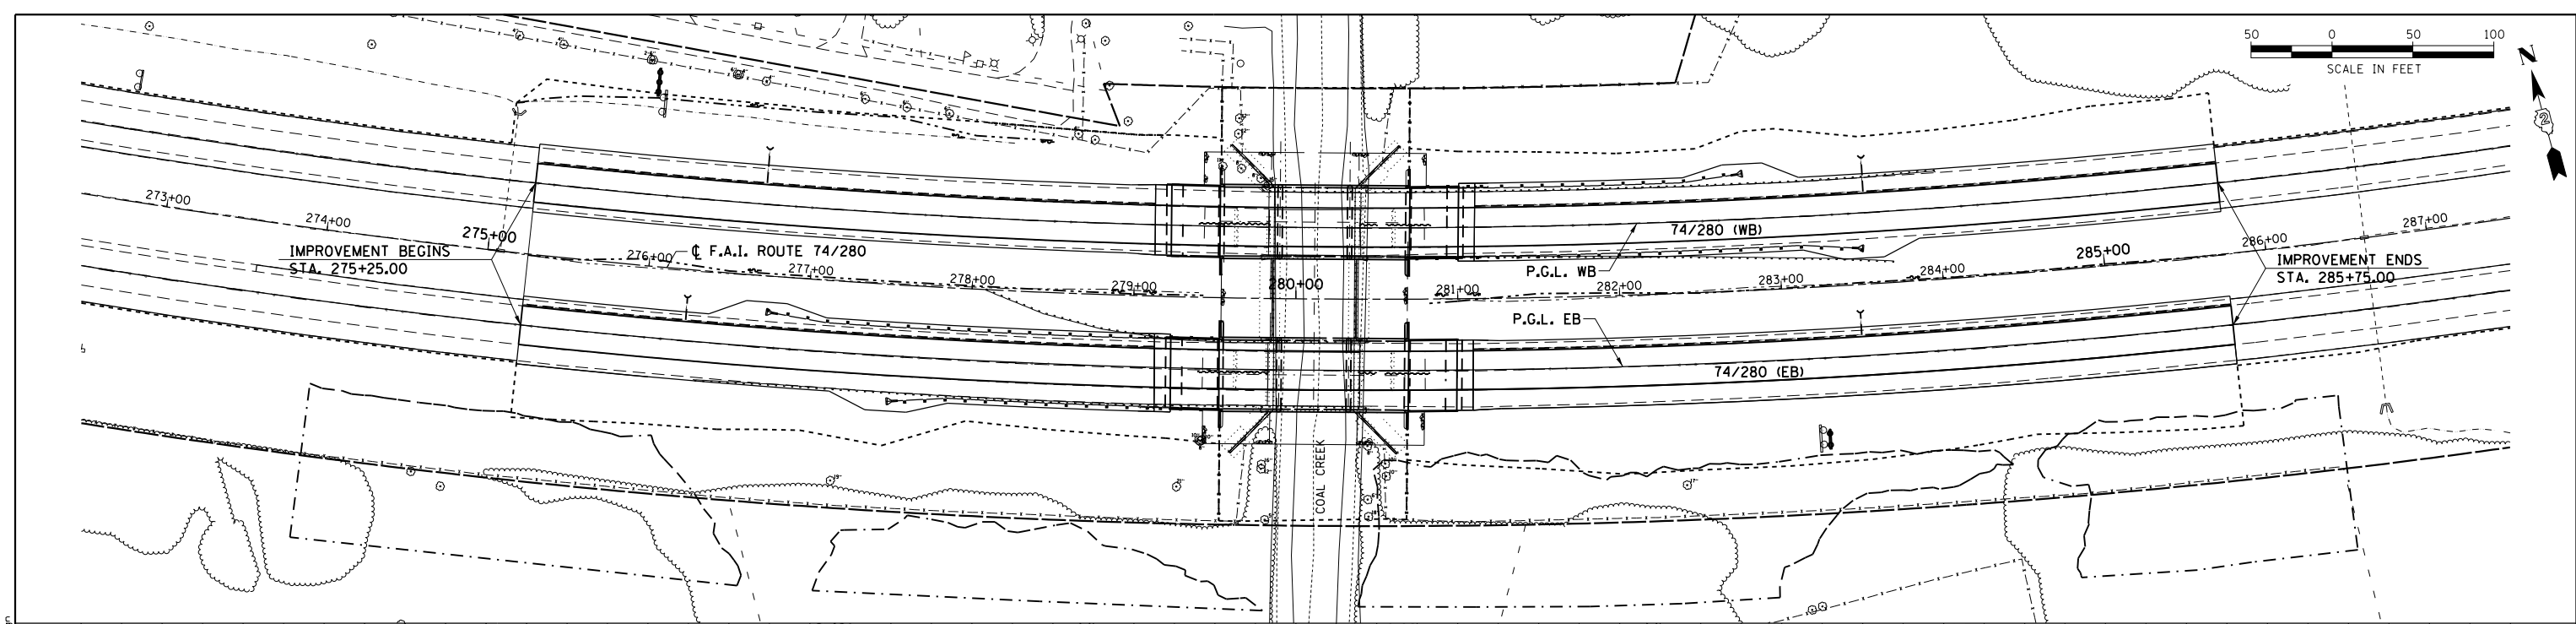 50 0 50 100
SCALE IN FEET
N
2
273+00
274+00
275+00
IMPROVEMENT BEGINS
STA. 275+25.00
276+00
℄ F.A.I. ROUTE 74/280
277+00
278+00
279+00
280+00
281+00
282+00
283+00
284+00
285+00
286+00
287+00
74/280 (WB)
P.G.L. WB
IMPROVEMENT ENDS
STA. 285+75.00
P.G.L. EB
74/280 (EB)
COAL CREEK